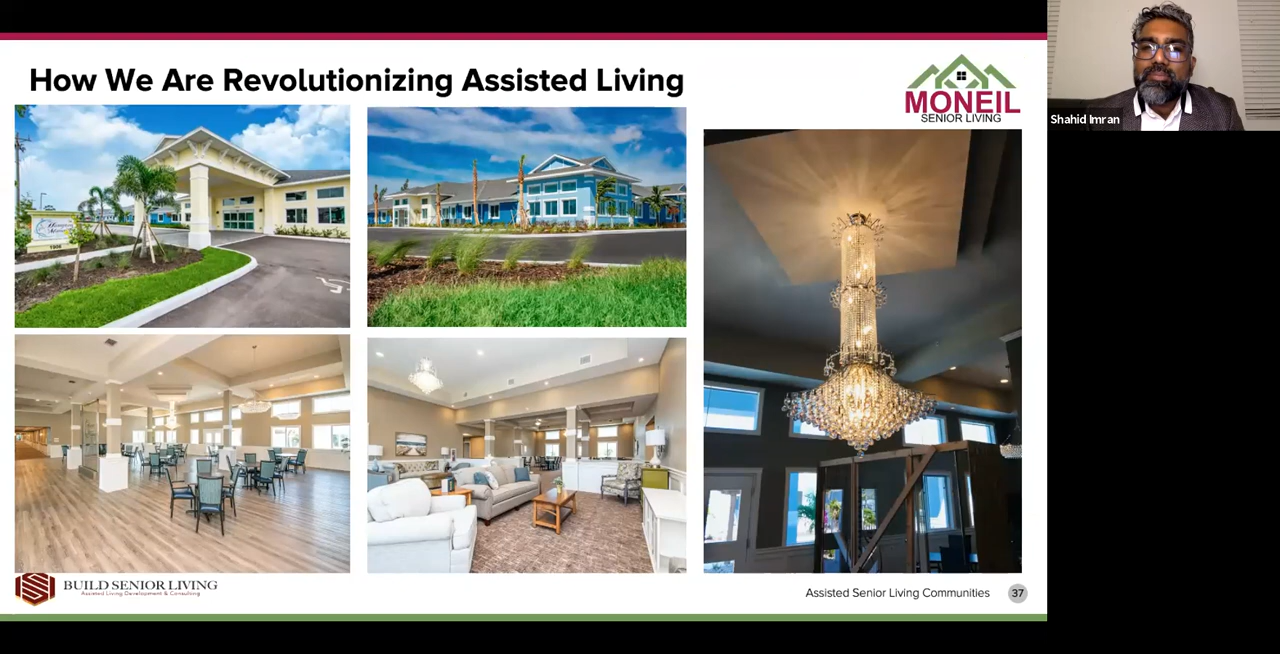 How We Are Revolutionizing Assisted Living
MONEIL
SENIOR LIVING
Shahid Imran
BUILD SENIOR LIVING
Assisted Living Development & Consulting
Assisted Senior Living Communities
37